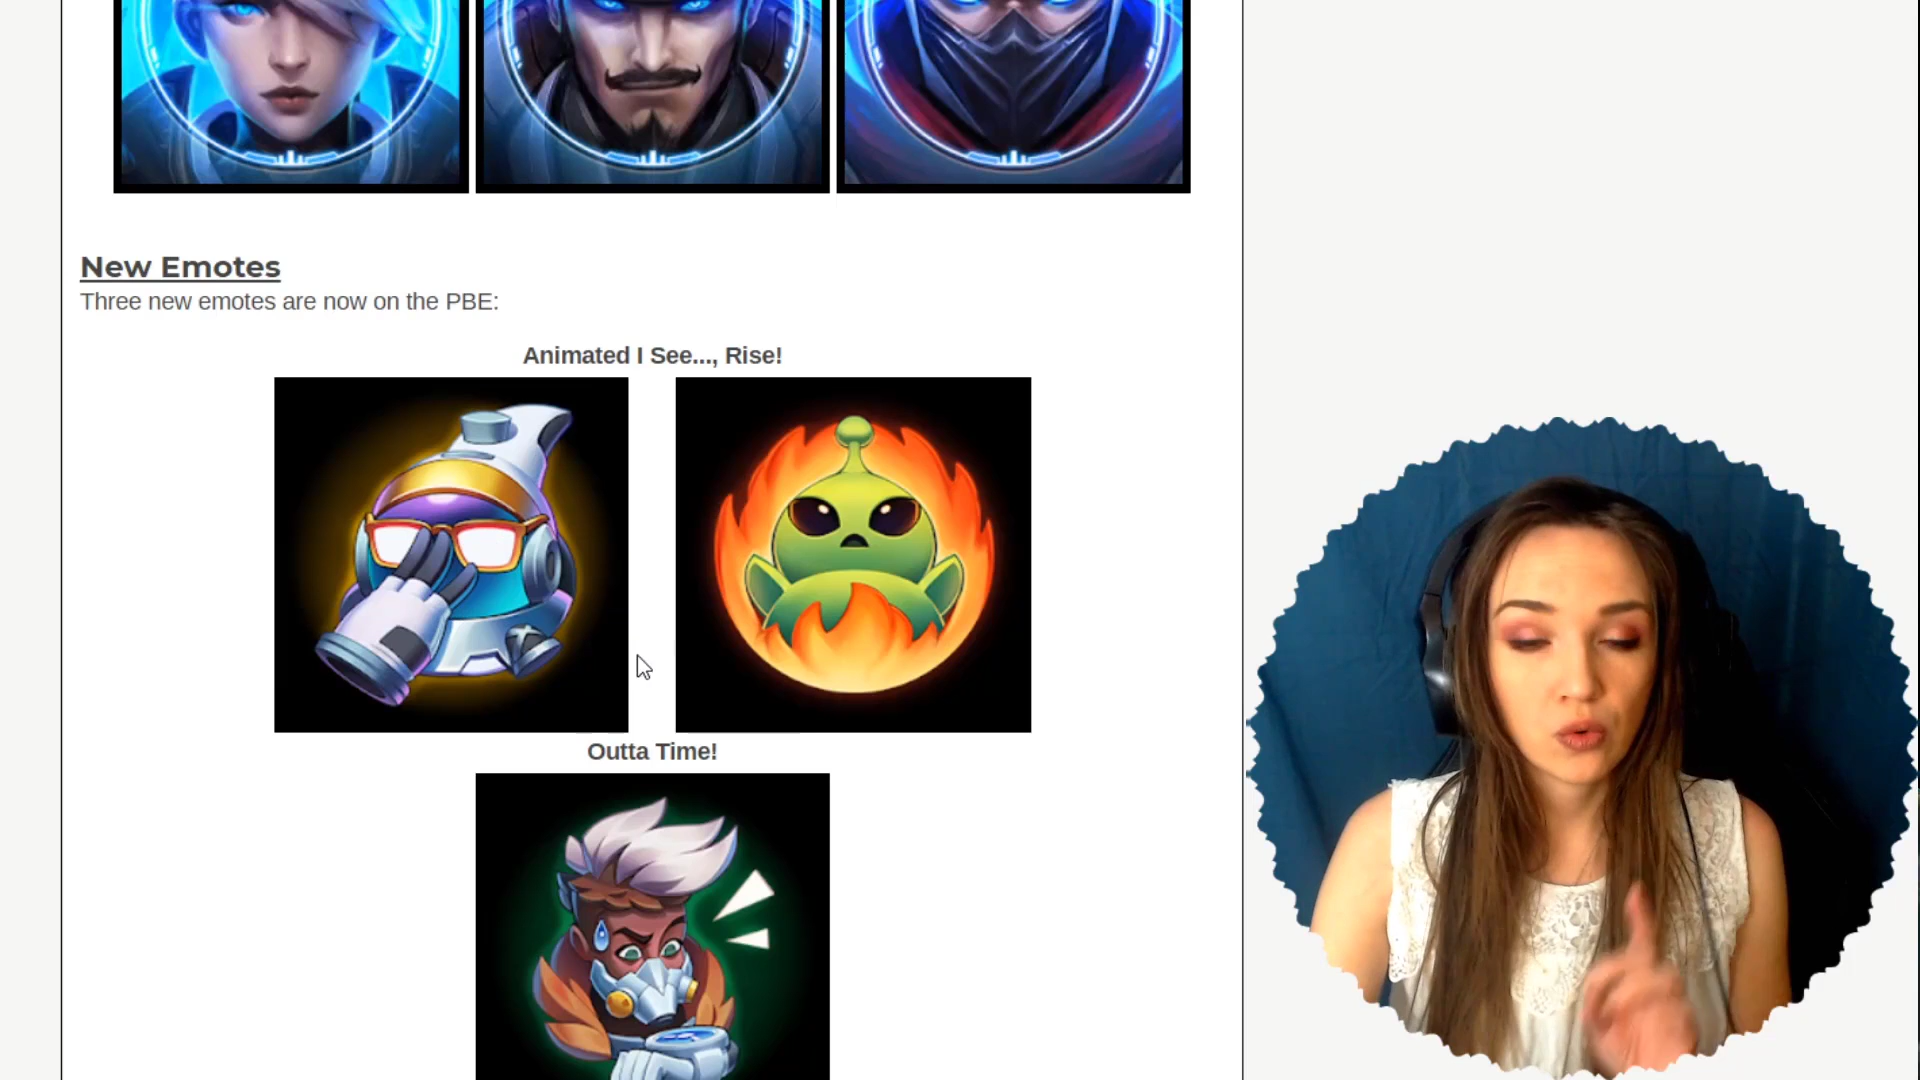 New Emotes
Three new emotes are now on the PBE:
Animated I See..., Rise!
Outta Time!